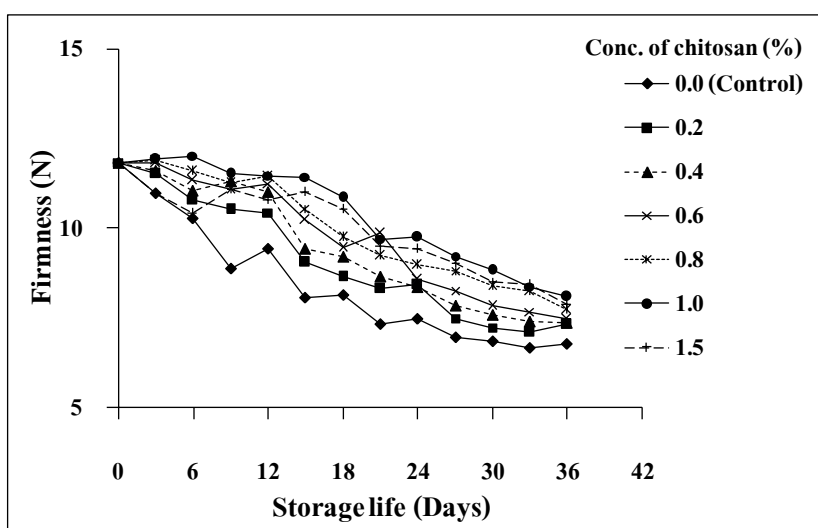 15
10
5
Firmness (N)
0 6 12 18 24 30 36 42
Storage life (Days)
Conc. of chitosan (%)
0.0 (Control)
0.2
0.4
0.6
0.8
1.0
1.5